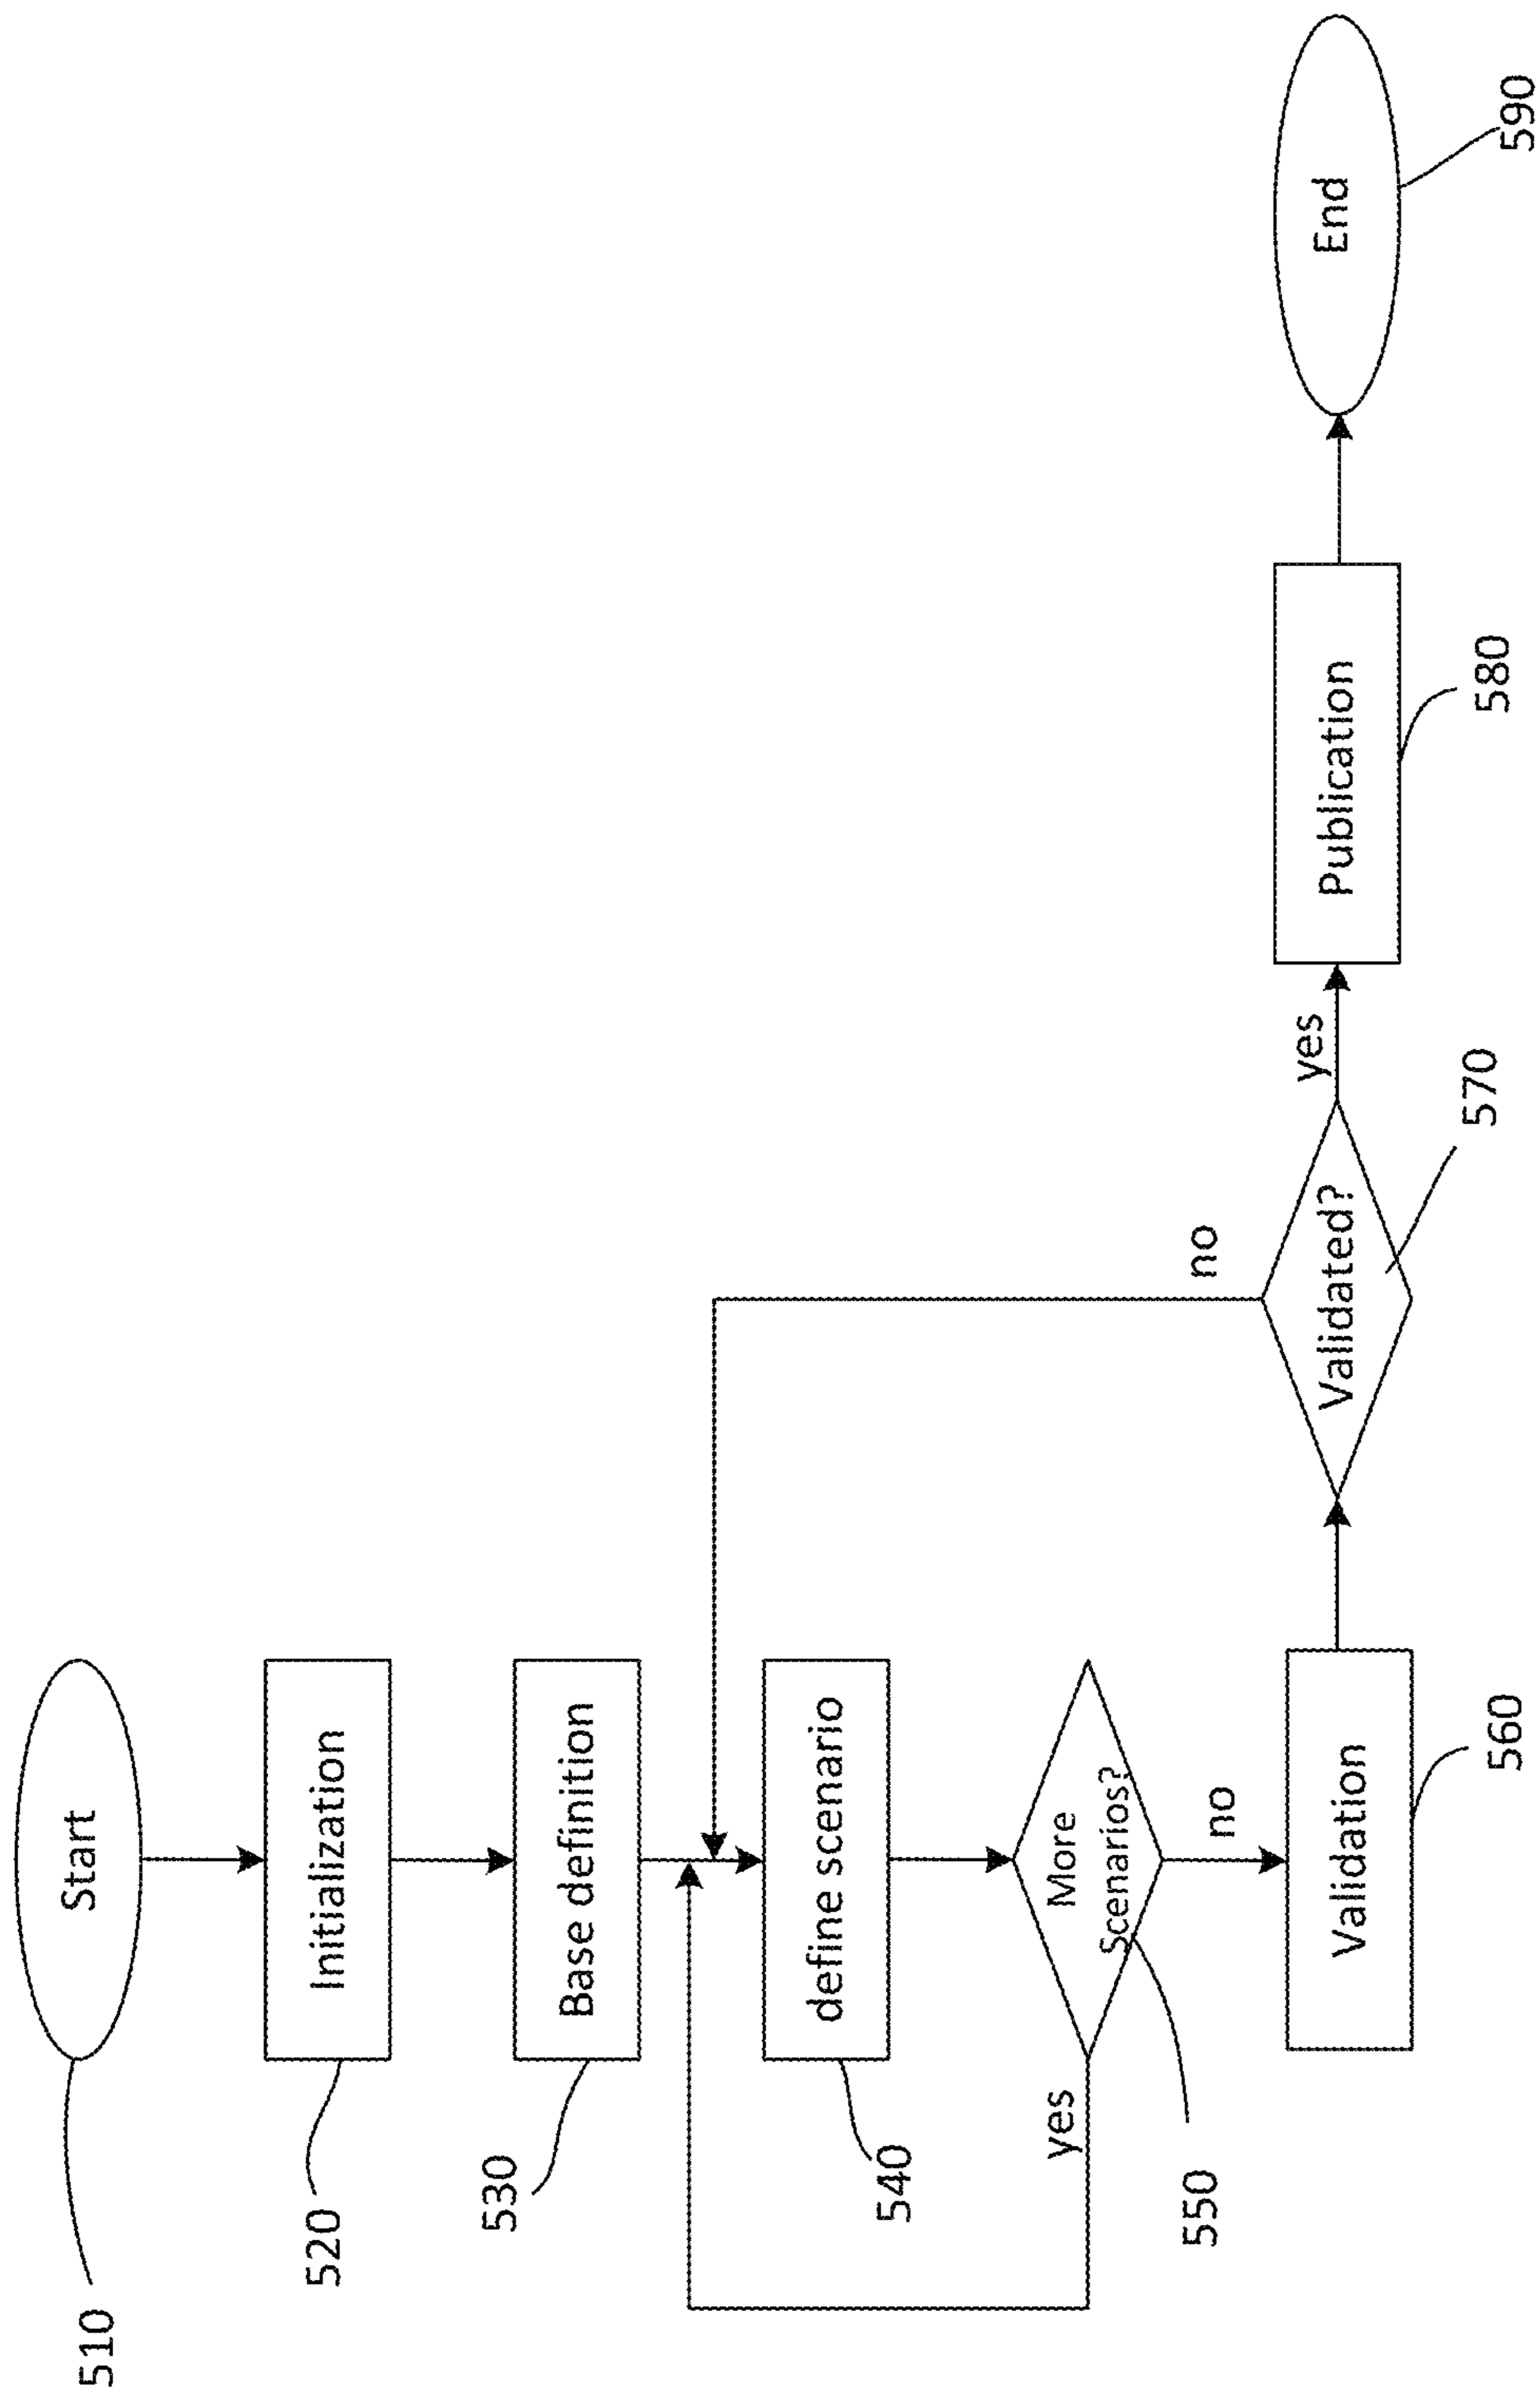 Start
510
Initialization
520
Base definition
530
define scenario
540
More
Scenarios?
550
yes
no
Validation
560
Validated?
570
no
yes
Publication
580
End
590